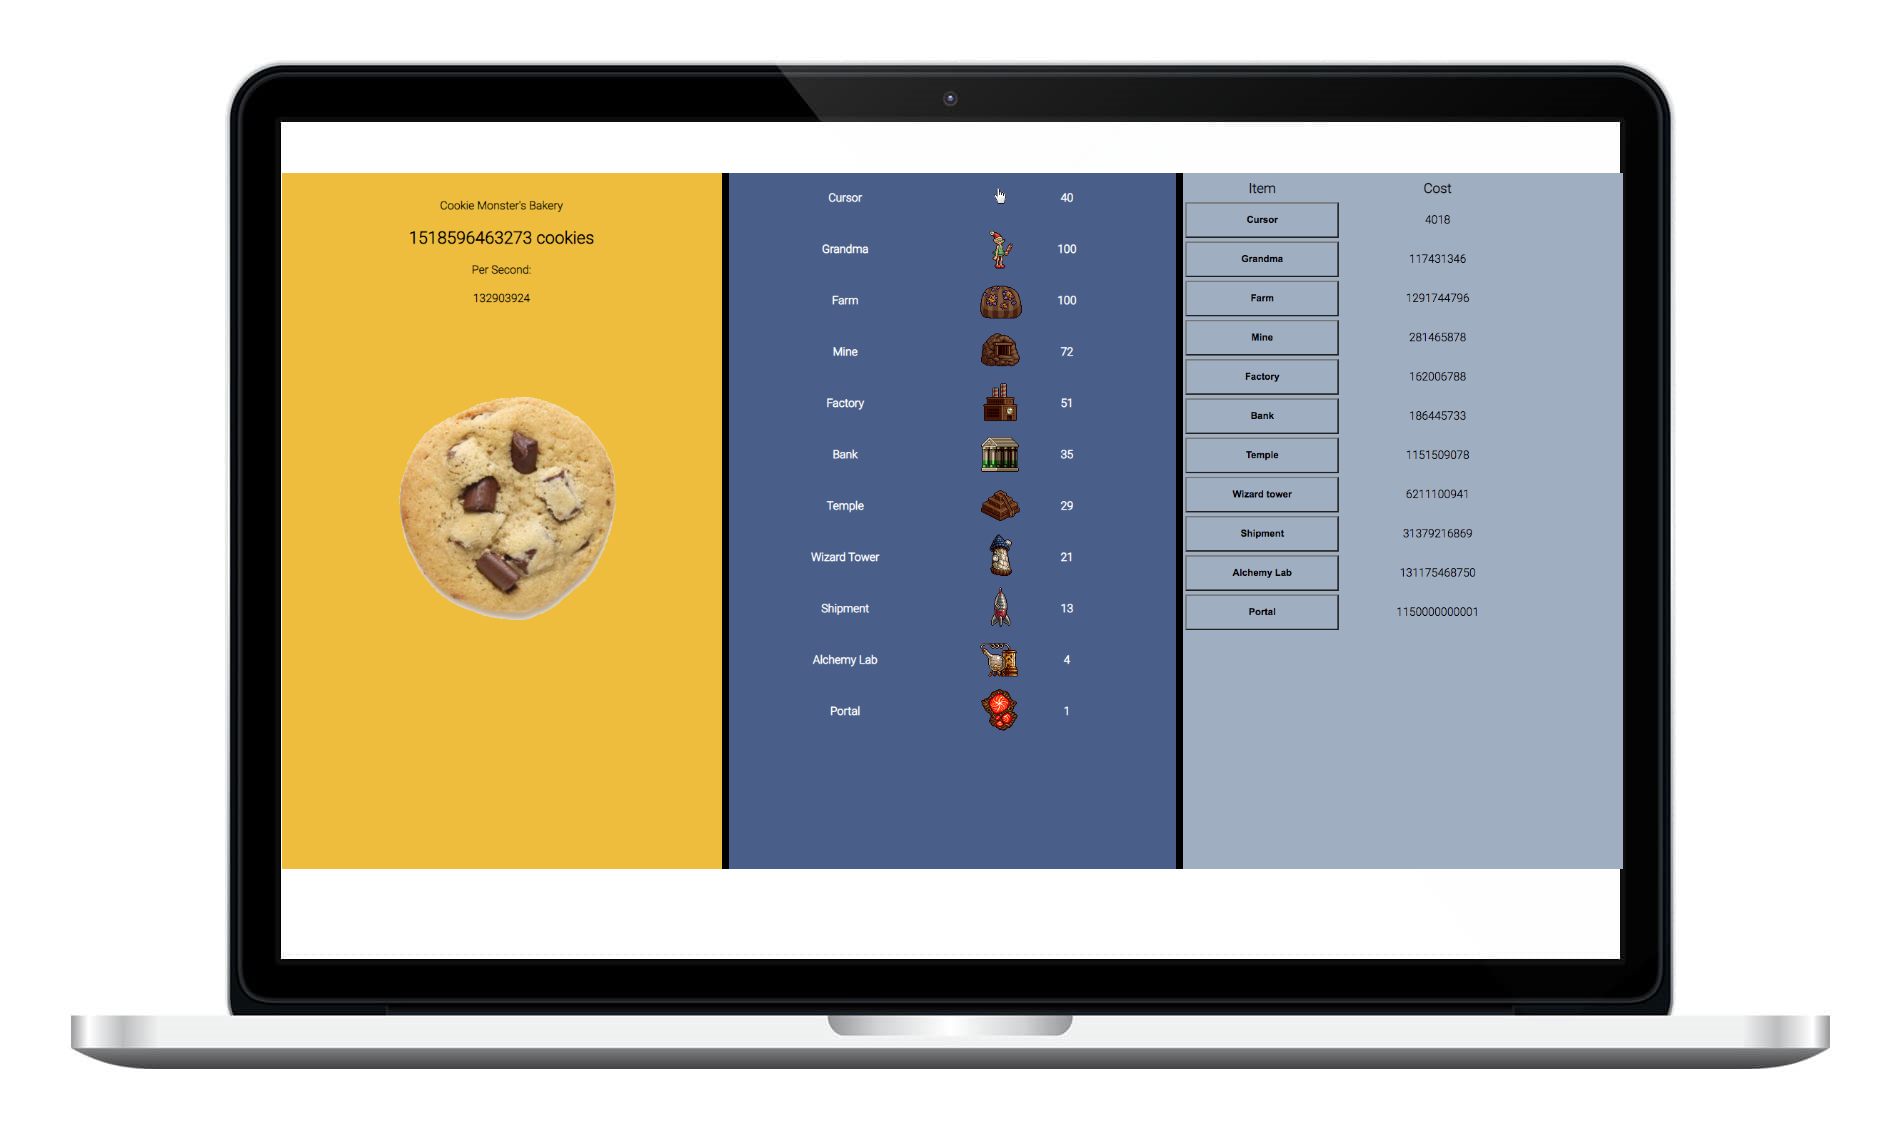 Cookie Monster's Bakery
1518596463273 cookies
Per Second:
132903924
Cursor 40
Grandma 100
Farm 100
Mine 72
Factory 51
Bank 35
Temple 29
Wizard Tower 21
Shipment 13
Alchemy Lab 4
Portal 1
Item Cost
Cursor 4018
Grandma 117431346
Farm 1291744796
Mine 281465878
Factory 162006788
Bank 186445733
Temple 1151509078
Wizard tower 6211100941
Shipment 31379216869
Alchemy Lab 131175468750
Portal 1150000000001